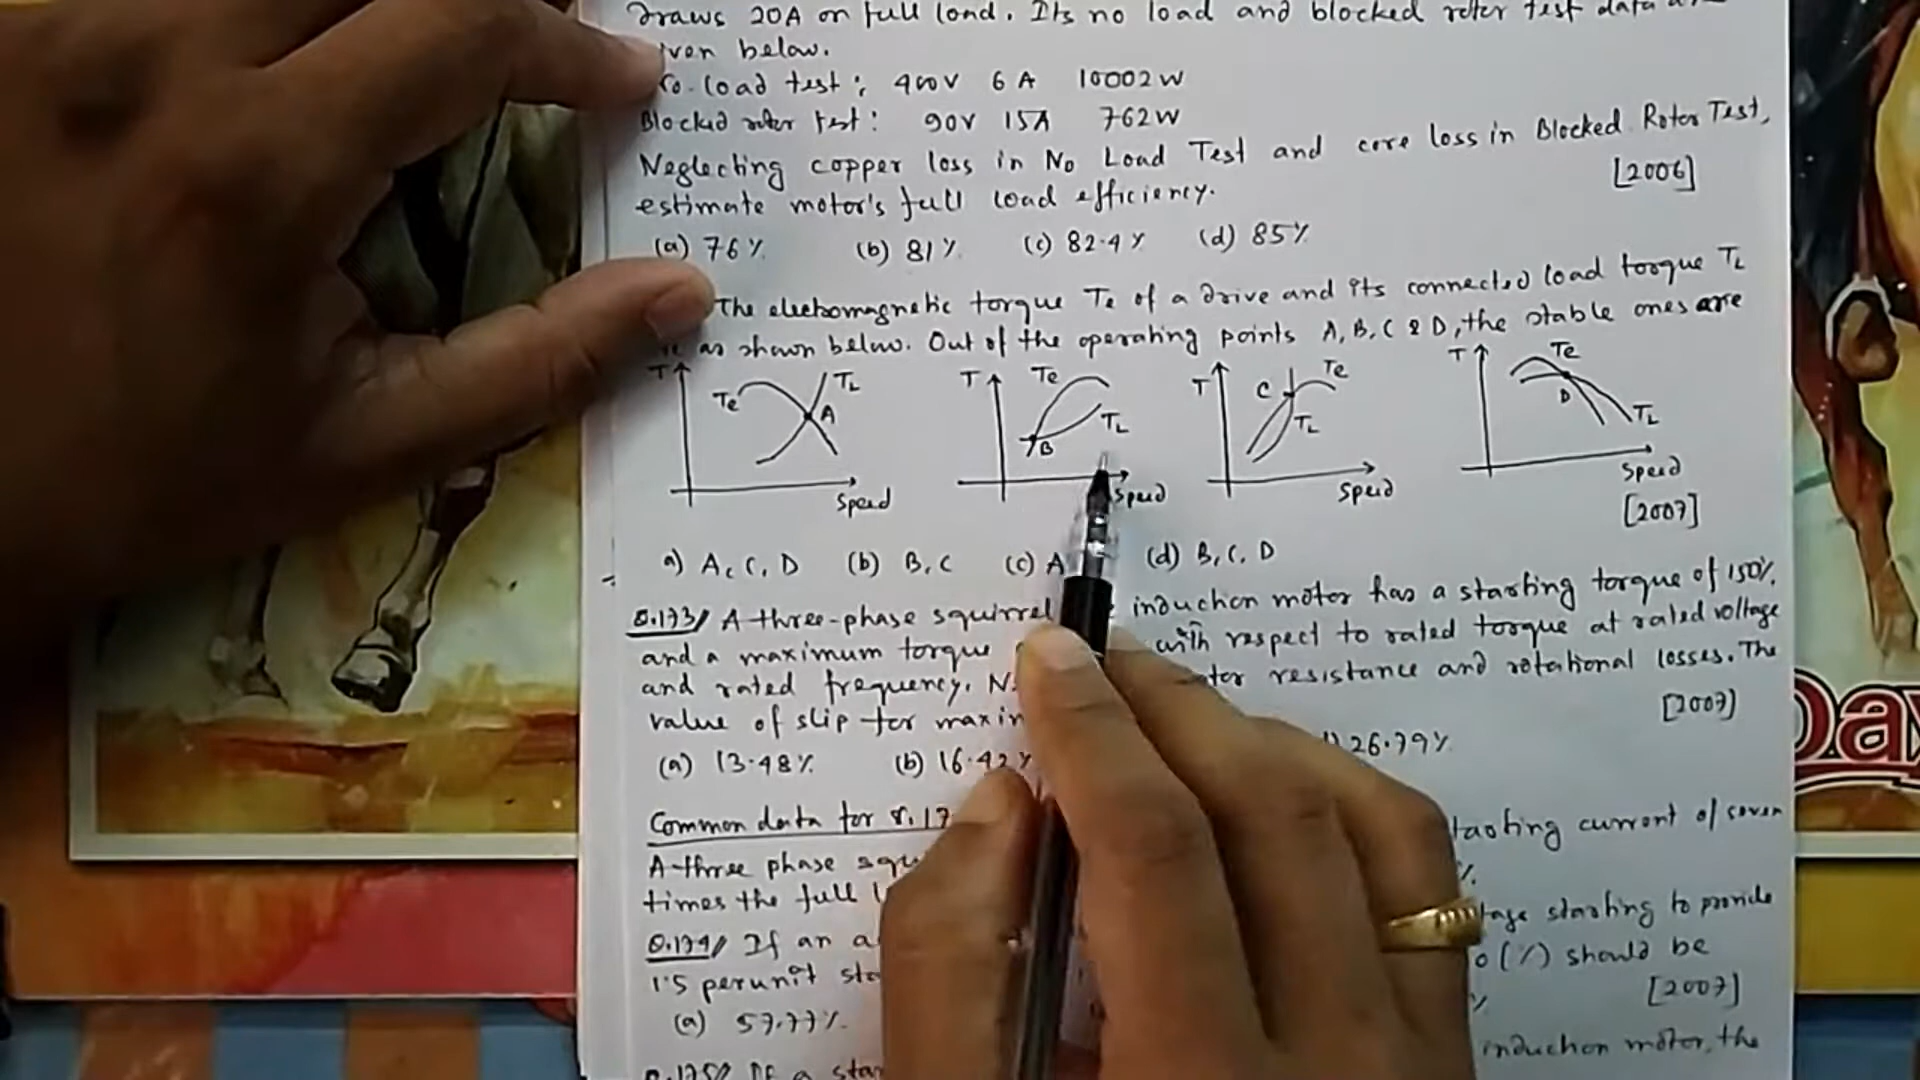 draws 20A on full load. Its no load and blocked rotor test data
given below.
No. load test: 400V 6 A 10002 W
Blocked rotor test: 90V 15A 762W
Neglecting copper loss in No Load Test and core loss in Blocked Rotor Test,
estimate motor's full load efficiency. [2006]
(a) 76% (b) 81% (c) 82.4% (d) 85%
The electromagnetic torque Te of a drive and its connected load torque TL
as shown below. Out of the operating points A, B, C & D, the stable ones are
T Te TL A Speed
T Te TL B Speed
T C Te TL Speed
T Te D TL Speed
[2007]
a) A, C, D (b) B, C (c) A (d) B, C, D
Q.173/ A three-phase squirrel induction motor has a starting torque of 150%.
and a maximum torque with respect to rated torque at rated voltage
and rated frequency. resistance and rotational losses. The
value of slip for [2007]
(a) 13.48% (b) 16.42% 26.79%
Common data for
A three phase starting current of seven
times the full
Q.174/ If an starting to provide
1.5 per unit (%) should be
[2007]
(a) 57.77%.
induction motor, the
If a
Day